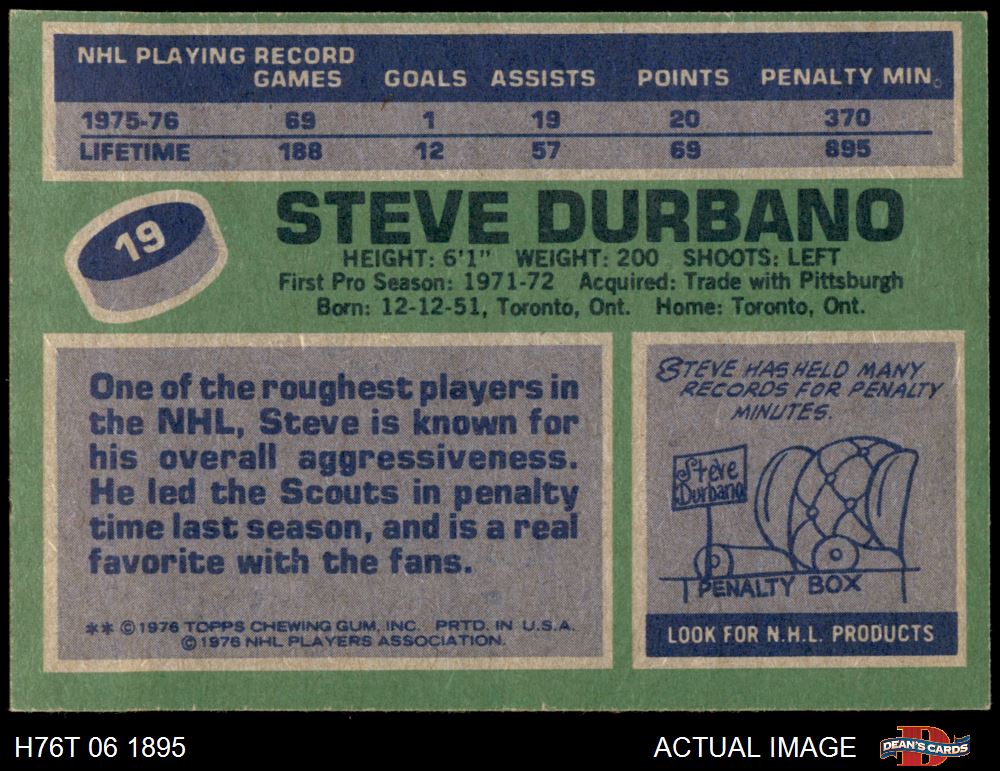 NHL PLAYING RECORD
GAMES GOALS ASSISTS POINTS PENALTY MIN.
1975-76 69 1 19 20 370
LIFETIME 188 12 57 69 895
19
STEVE DURBANO
HEIGHT: 6'1" WEIGHT: 200 SHOOTS: LEFT
First Pro Season: 1971-72 Acquired: Trade with Pittsburgh
Born: 12-12-51, Toronto, Ont. Home: Toronto, Ont.
One of the roughest players in
the NHL, Steve is known for
his overall aggressiveness.
He led the Scouts in penalty
time last season, and is a real
favorite with the fans.
** © 1976 TOPPS CHEWING GUM, INC. PRTD. IN U.S.A.
© 1976 NHL PLAYERS ASSOCIATION.
STEVE HAS HELD MANY
RECORDS FOR PENALTY
MINUTES.
Steve
Durbano
PENALTY BOX
LOOK FOR N.H.L. PRODUCTS
H76T 06 1895
ACTUAL IMAGE
DEAN'S CARDS